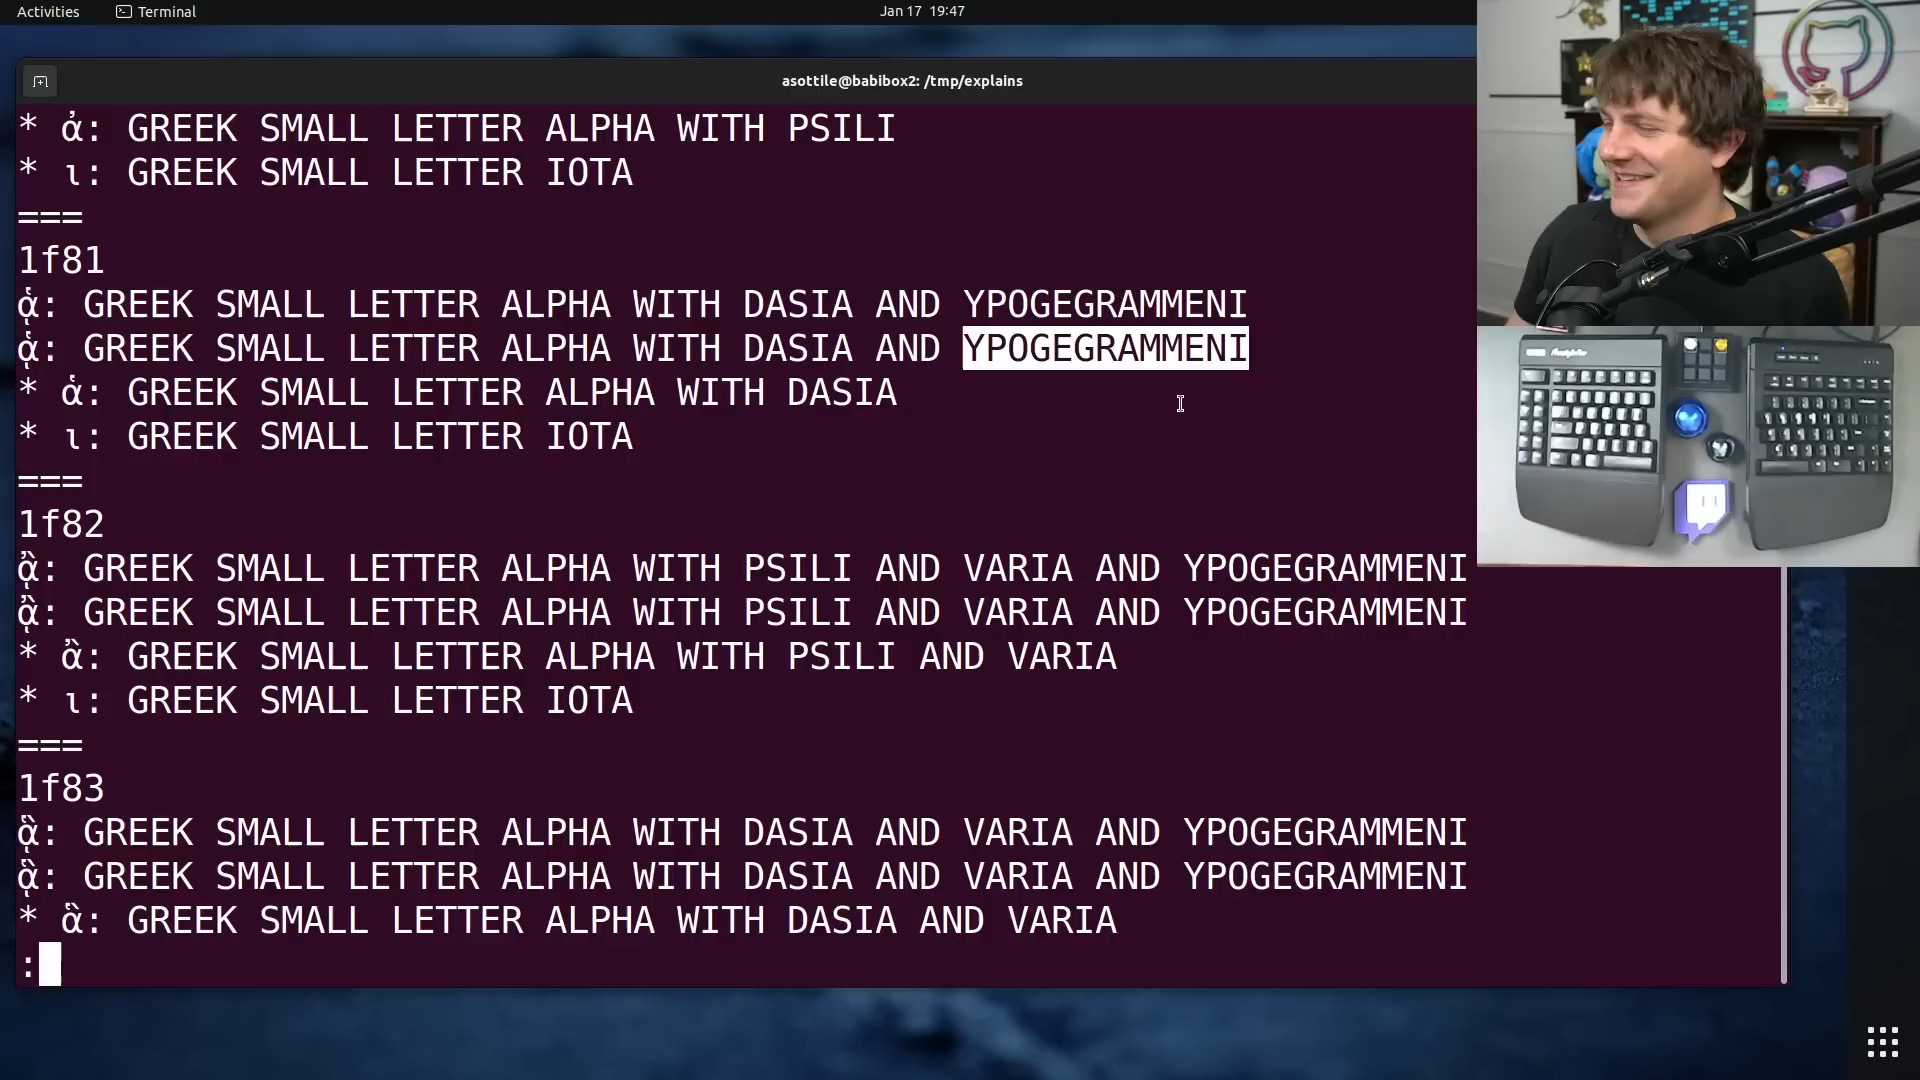 Activities
Terminal
Jan 17 19:47
asottile@babibox2: /tmp/explains
* ἀ: GREEK SMALL LETTER ALPHA WITH PSILI
* ι: GREEK SMALL LETTER IOTA
===
1f81
ᾁ: GREEK SMALL LETTER ALPHA WITH DASIA AND YPOGEGRAMMENI
ᾁ: GREEK SMALL LETTER ALPHA WITH DASIA AND YPOGEGRAMMENI
* ἁ: GREEK SMALL LETTER ALPHA WITH DASIA
* ι: GREEK SMALL LETTER IOTA
===
1f82
ᾂ: GREEK SMALL LETTER ALPHA WITH PSILI AND VARIA AND YPOGEGRAMMENI
ᾂ: GREEK SMALL LETTER ALPHA WITH PSILI AND VARIA AND YPOGEGRAMMENI
* ἂ: GREEK SMALL LETTER ALPHA WITH PSILI AND VARIA
* ι: GREEK SMALL LETTER IOTA
===
1f83
ᾃ: GREEK SMALL LETTER ALPHA WITH DASIA AND VARIA AND YPOGEGRAMMENI
ᾃ: GREEK SMALL LETTER ALPHA WITH DASIA AND VARIA AND YPOGEGRAMMENI
* ἃ: GREEK SMALL LETTER ALPHA WITH DASIA AND VARIA
: